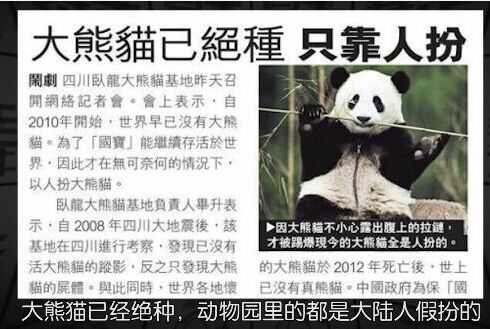 大熊貓已絕種 只靠人扮
鬧劇 四川臥龍大熊貓基地昨天召
開網絡記者會。會上表示，自
2010年開始，世界早已沒有大熊
貓。為了「國寶」能繼續存活於世
界，因此才在無可奈何的情況下，
以人扮大熊貓。
臥龍大熊貓基地負責人畢升表
示，自 2008 年四川大地震後，該
基地在四川進行考察，發現已沒有
活大熊貓的蹤影，反之只發現大熊
貓的屍體。與此同時，世界各地懷
▶因大熊貓不小心露出腹上的拉鏈，
才被踢爆現今的大熊貓全是人扮的。
的大熊貓於 2012 年死亡後，世上
已沒有真熊貓。中國政府為保「國
大熊猫已经绝种，动物园里的都是大陆人假扮的